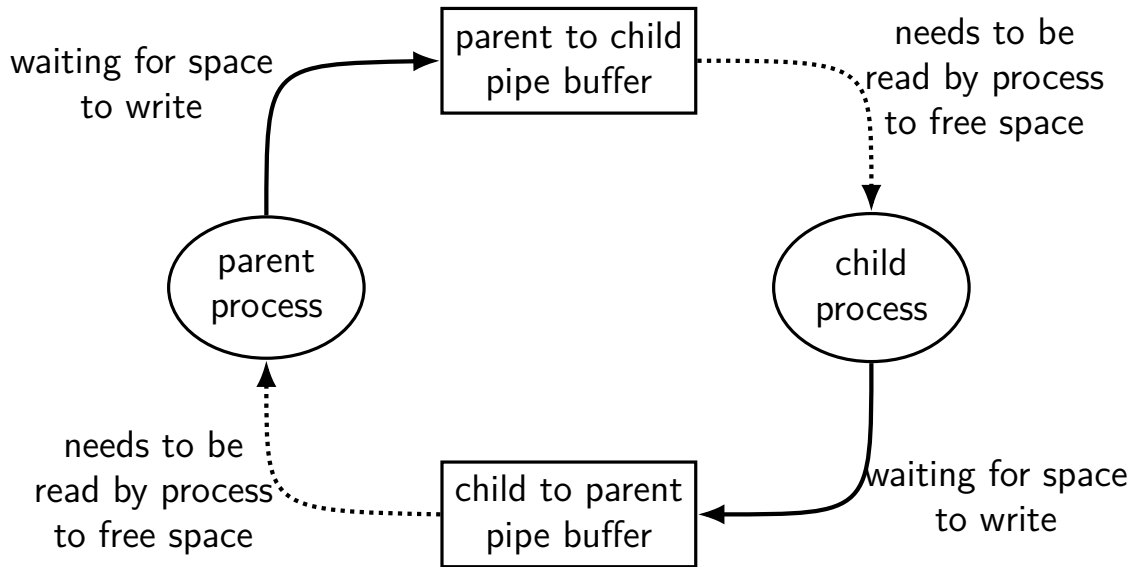 waiting for space
to write
parent to child
pipe buffer
needs to be
read by process
to free space
parent
process
child
process
needs to be
read by process
to free space
child to parent
pipe buffer
waiting for space
to write